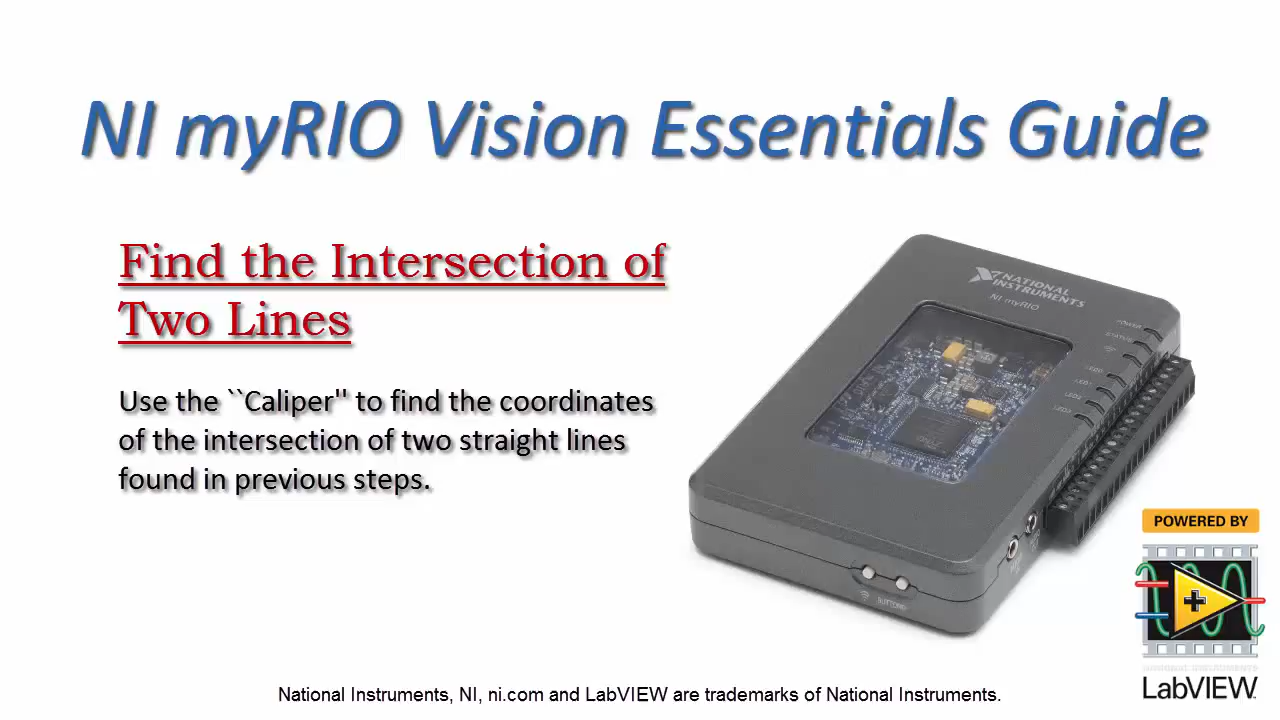 NI myRIO Vision Essentials Guide
Find the Intersection of
Two Lines
Use the ``Caliper'' to find the coordinates
of the intersection of two straight lines
found in previous steps.
NATIONAL
INSTRUMENTS
NI myRIO
POWERED BY
NATIONAL INSTRUMENTS
LabVIEW
National Instruments, NI, ni.com and LabVIEW are trademarks of National Instruments.